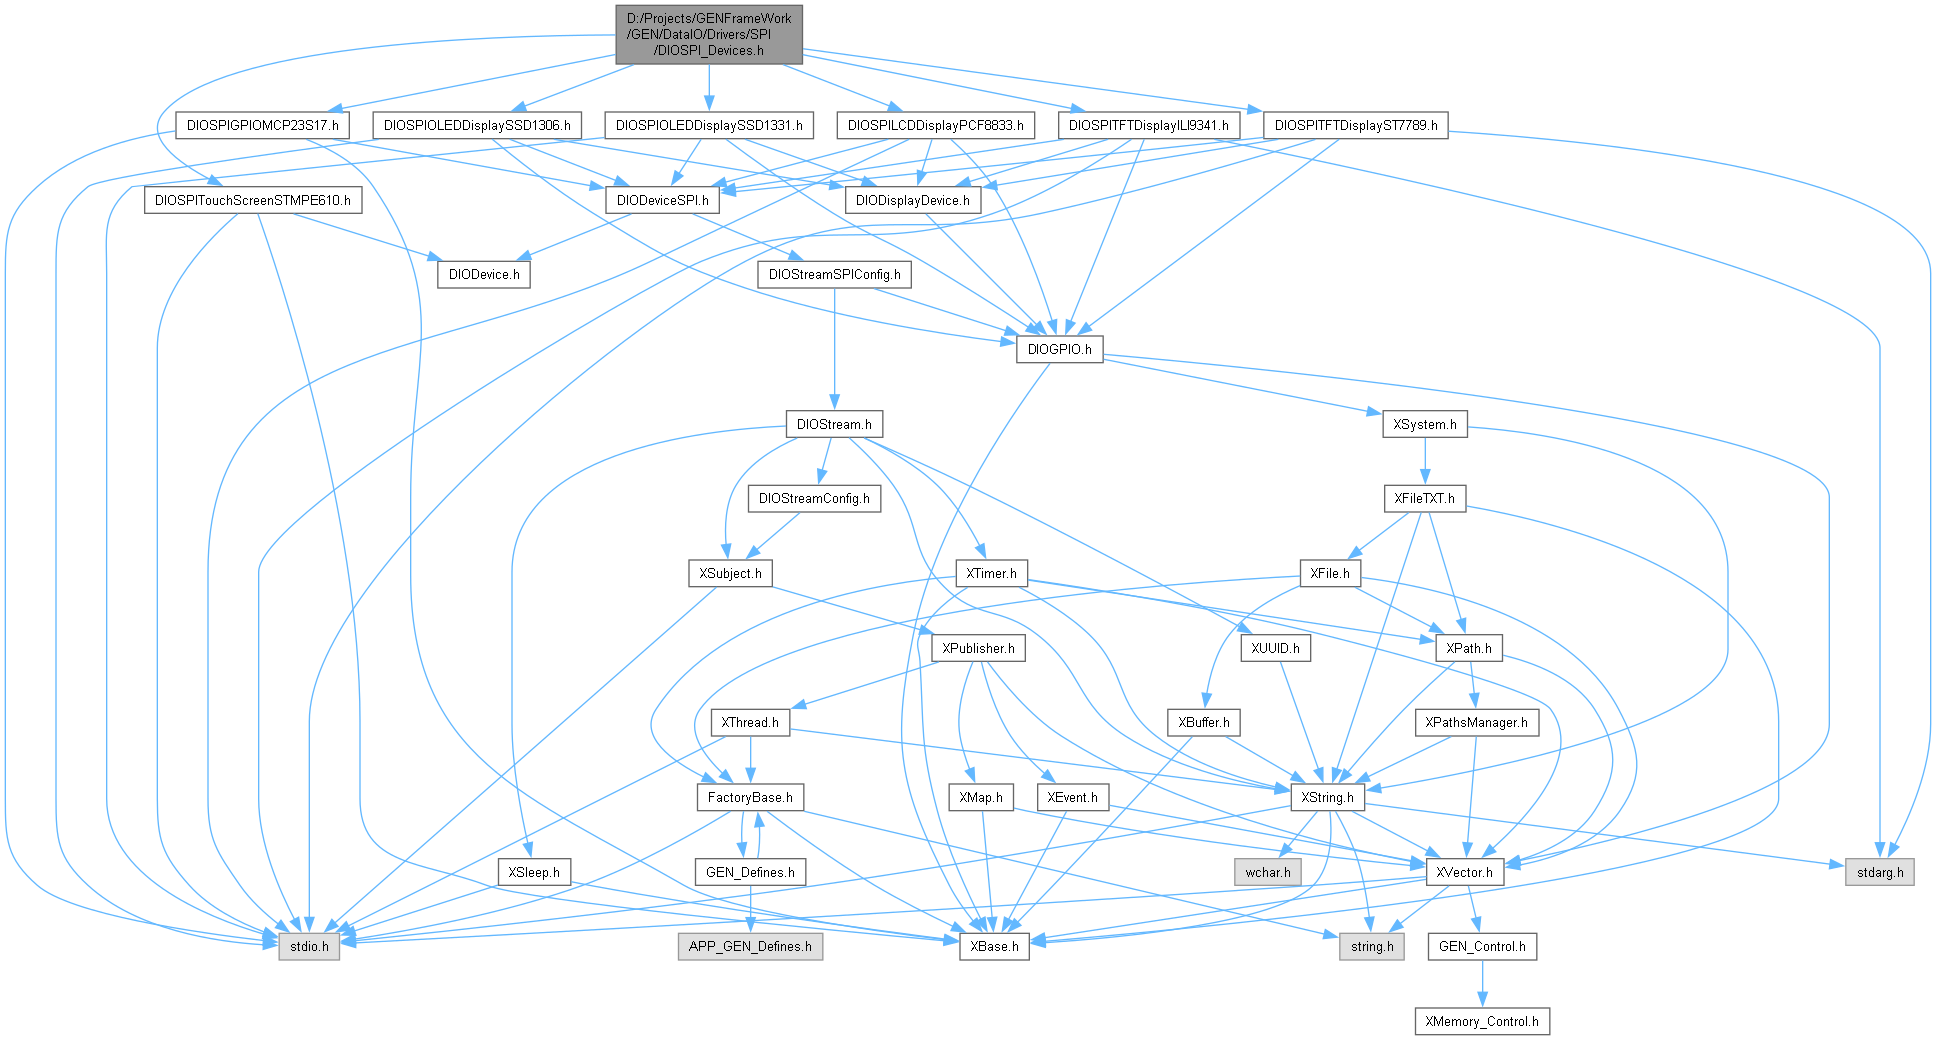 D:/Projects/GENFrameWork
/GEN/DataIO/Drivers/SPI
/DIOSPI_Devices.h
DIOSPIGPIOMCP23S17.h
DIOSPIOLEDDisplaySSD1306.h
DIOSPIOLEDDisplaySSD1331.h
DIOSPILCDDisplayPCF8833.h
DIOSPITFTDisplayILI9341.h
DIOSPITFTDisplayST7789.h
DIOSPITouchScreenSTMPE610.h
DIODeviceSPI.h
DIODisplayDevice.h
DIODevice.h
DIOStreamSPIConfig.h
DIOGPIO.h
DIOStream.h
XSystem.h
DIOStreamConfig.h
XFileTXT.h
XSubject.h
XTimer.h
XFile.h
XPublisher.h
XUUID.h
XPath.h
XThread.h
XBuffer.h
XPathsManager.h
FactoryBase.h
XMap.h
XEvent.h
XString.h
XSleep.h
GEN_Defines.h
wchar.h
XVector.h
stdarg.h
stdio.h
APP_GEN_Defines.h
XBase.h
string.h
GEN_Control.h
XMemory_Control.h